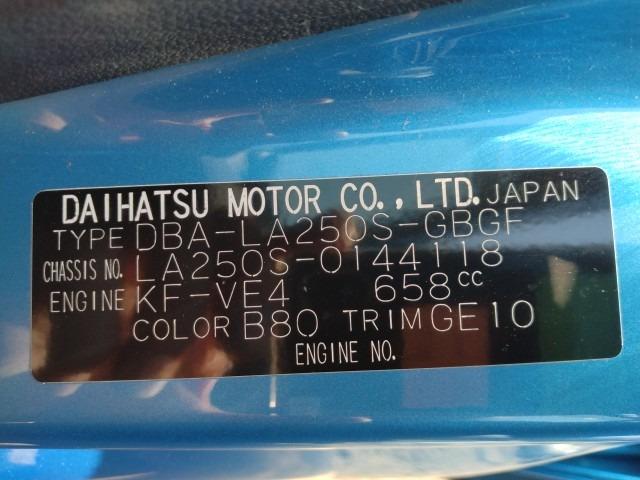 DAIHATSU MOTOR CO., LTD. JAPAN
TYPE DBA-LA250S-GBGF
CHASSIS NO. LA250S-0144118
ENGINE KF-VE4 658cc
COLOR B80 TRIM GE10
ENGINE NO.